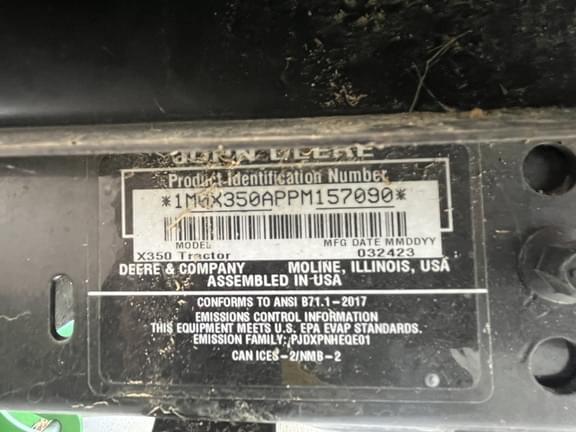 JOHN DEERE
Product Identification Number
*1M0X350APPM157090*
MODEL MFG DATE MMDDYY
X350 Tractor 032423
DEERE & COMPANY MOLINE, ILLINOIS, USA
ASSEMBLED IN USA
CONFORMS TO ANSI B71.1-2017
EMISSIONS CONTROL INFORMATION
THIS EQUIPMENT MEETS U.S. EPA EVAP STANDARDS.
EMISSION FAMILY: PJDXPNHEQE01
CAN ICES-2/NMB-2